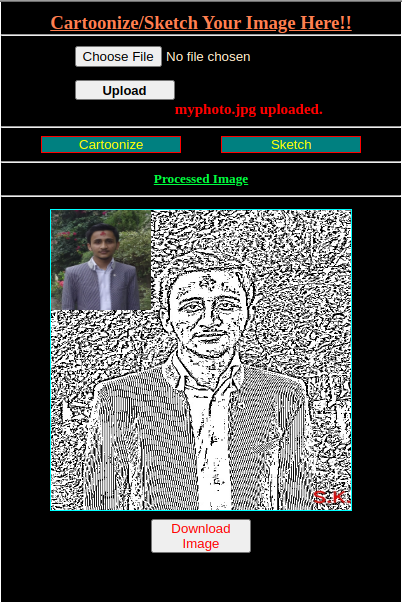 Cartoonize/Sketch Your Image Here!!
Choose File No file chosen
Upload
myphoto.jpg uploaded.
Cartoonize Sketch
Processed Image
S.K.
Download
Image